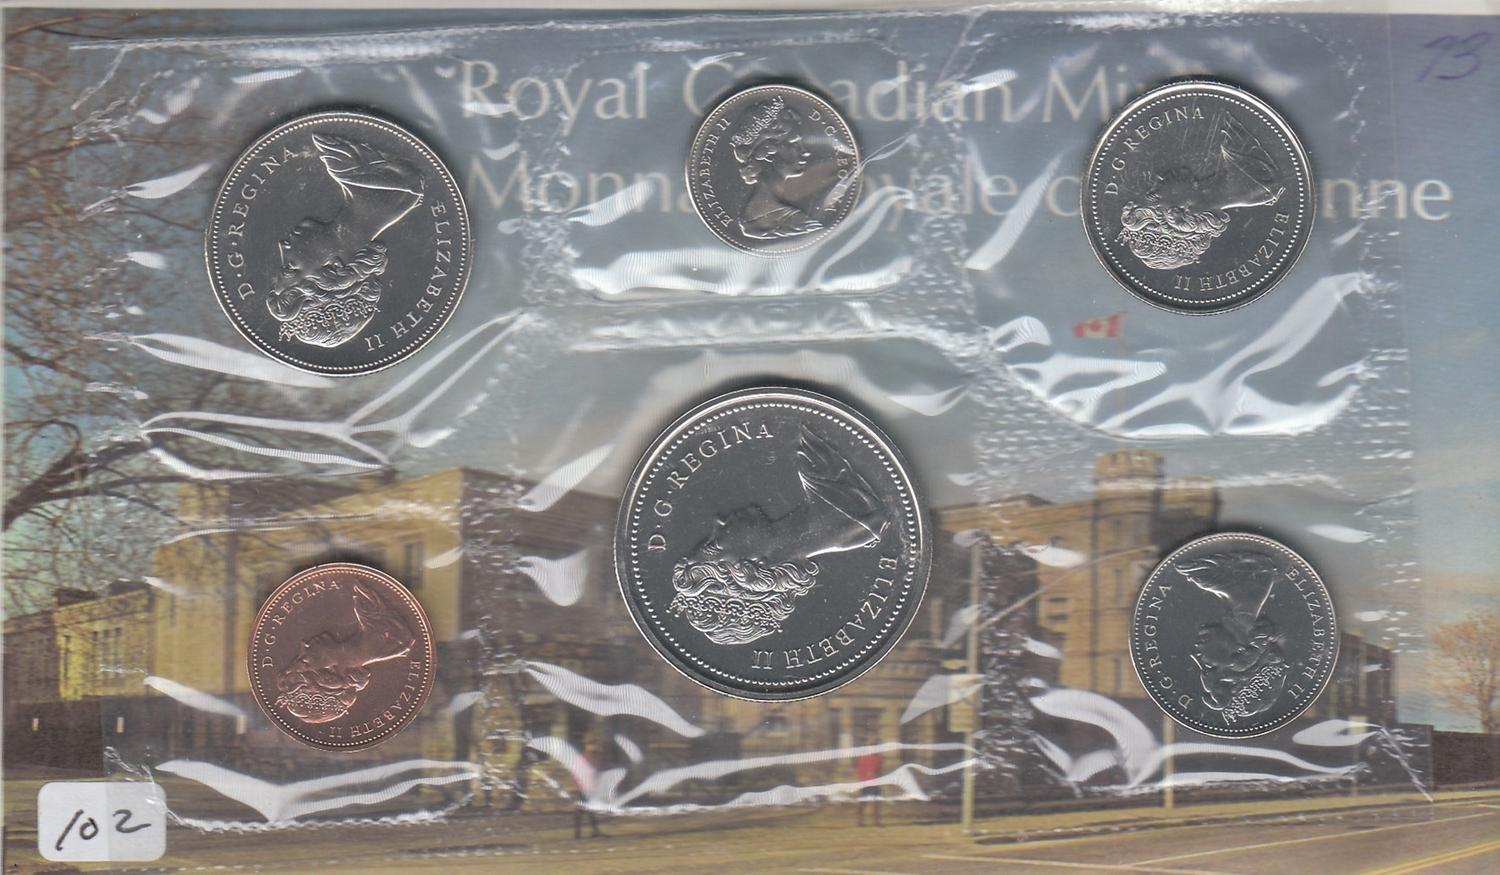 73
Royal Canadian Mint
Monnaie royale canadienne
D·G·REGINA ELIZABETH II
ELIZABETH II D·G·REGINA
D·G·REGINA ELIZABETH II
D·G·REGINA ELIZABETH II
D·G·REGINA ELIZABETH II
D·G·REGINA ELIZABETH II
102